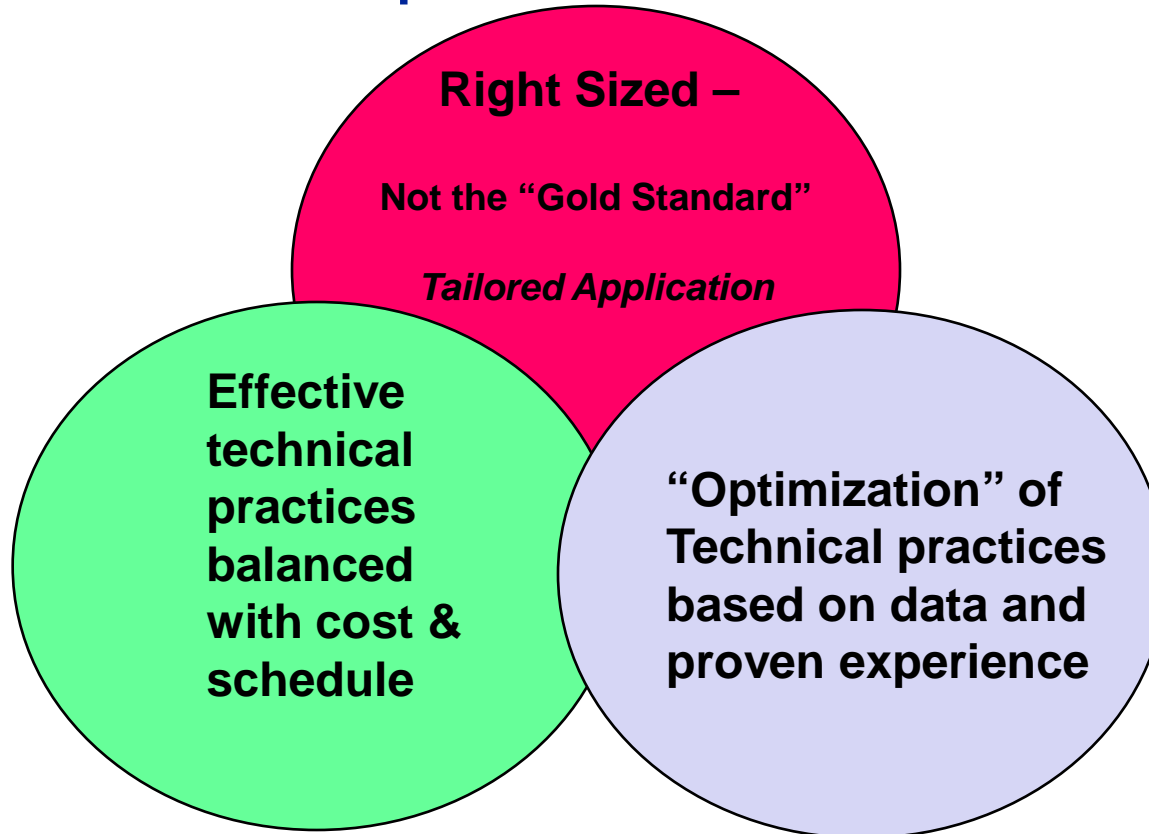 Right Sized –
Not the “Gold Standard”
Tailored Application
Effective
technical
practices
balanced
with cost &
schedule
“Optimization” of
Technical practices
based on data and
proven experience